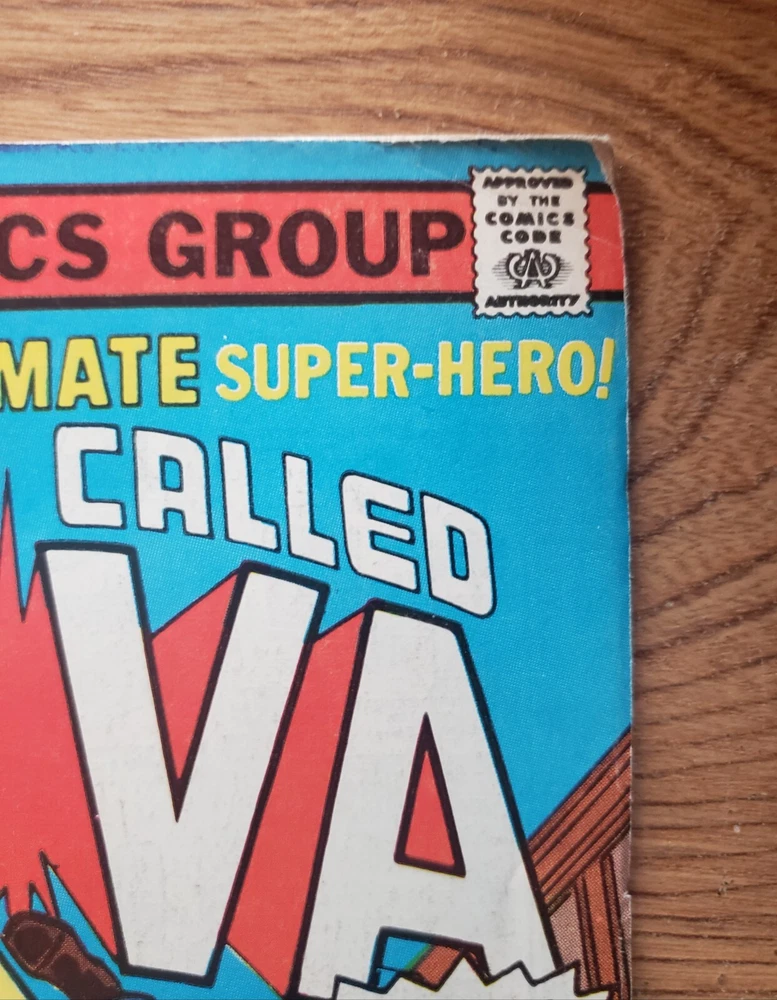 CS GROUP
APPROVED
BY THE
COMICS
CODE
AUTHORITY
MATE SUPER-HERO!
CALLED
VA